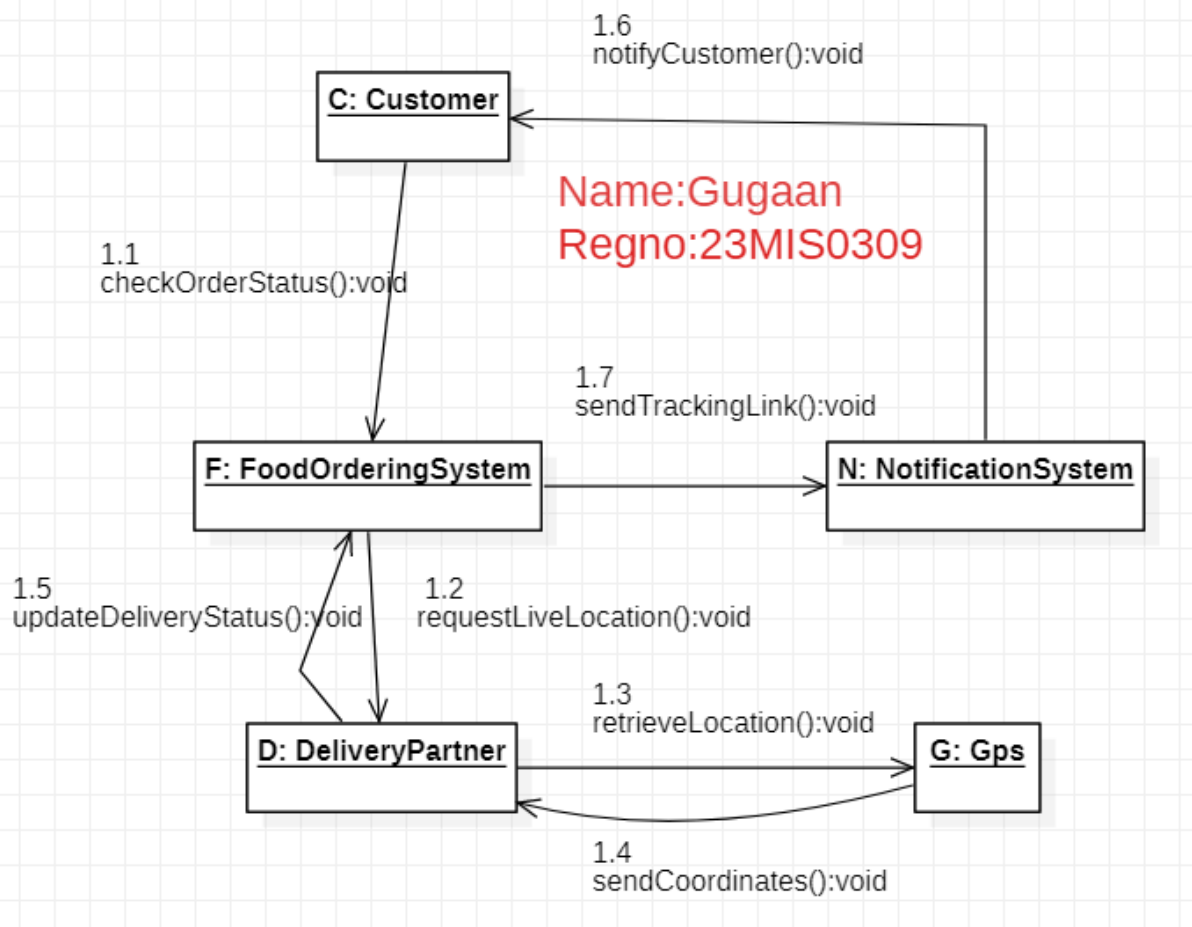 1.6
notifyCustomer():void
C: Customer
Name:Gugaan
Regno:23MIS0309
1.1
checkOrderStatus():void
1.7
sendTrackingLink():void
F: FoodOrderingSystem
N: NotificationSystem
1.5
updateDeliveryStatus():void
1.2
requestLiveLocation():void
1.3
retrieveLocation():void
D: DeliveryPartner
G: Gps
1.4
sendCoordinates():void